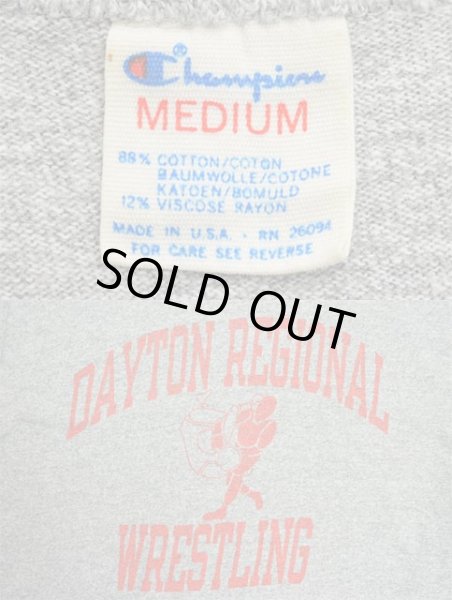 Champion®
MEDIUM
88% COTTON/COTON
BAUMWOLLE/COTONE
KATOEN/BOMULD
12% VISCOSE RAYON
MADE IN U.S.A. • RN 26094
FOR CARE SEE REVERSE
SOLD OUT
DAYTON REGIONAL
WRESTLING